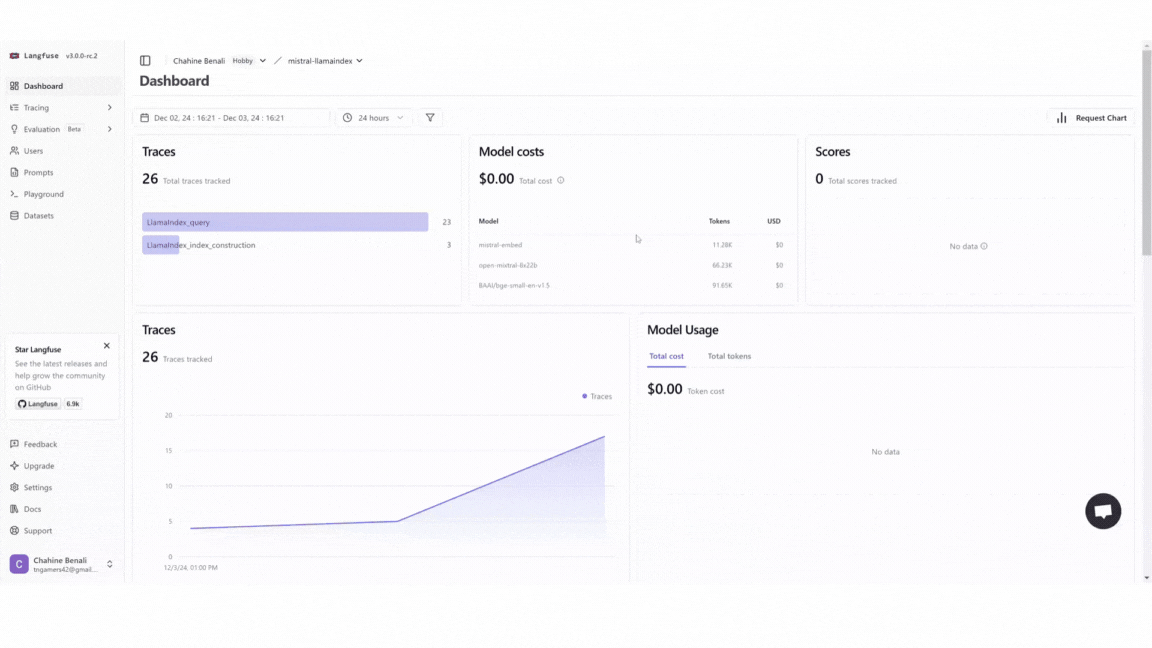 Langfuse v3.0.0-rc.2
Dashboard
Tracing
Evaluation Beta
Users
Prompts
Playground
Datasets
Star Langfuse
See the latest releases and
help grow the community
on GitHub
Langfuse 6.9k
Feedback
Upgrade
Settings
Docs
Support
C
Chahine Benali
tngamers42@gmail...
Chahine Benali Hobby mistral-llamaindex
Dashboard
Dec 02, 24 : 16:21 - Dec 03, 24 : 16:21
24 hours
Request Chart
Traces
26 Total traces tracked
LlamaIndex_query 23
LlamaIndex_index_construction 3
Model costs
$0.00 Total cost
Model Tokens USD
mistral-embed 11.28K $0
open-mixtral-8x22b 66.23K $0
BAAI/bge-small-en-v1.5 91.65K $0
Scores
0 Total scores tracked
No data
Traces
26 Traces tracked
Traces
20
15
10
5
0
12/3/24, 01:00 PM
Model Usage
Total cost Total tokens
$0.00 Token cost
No data